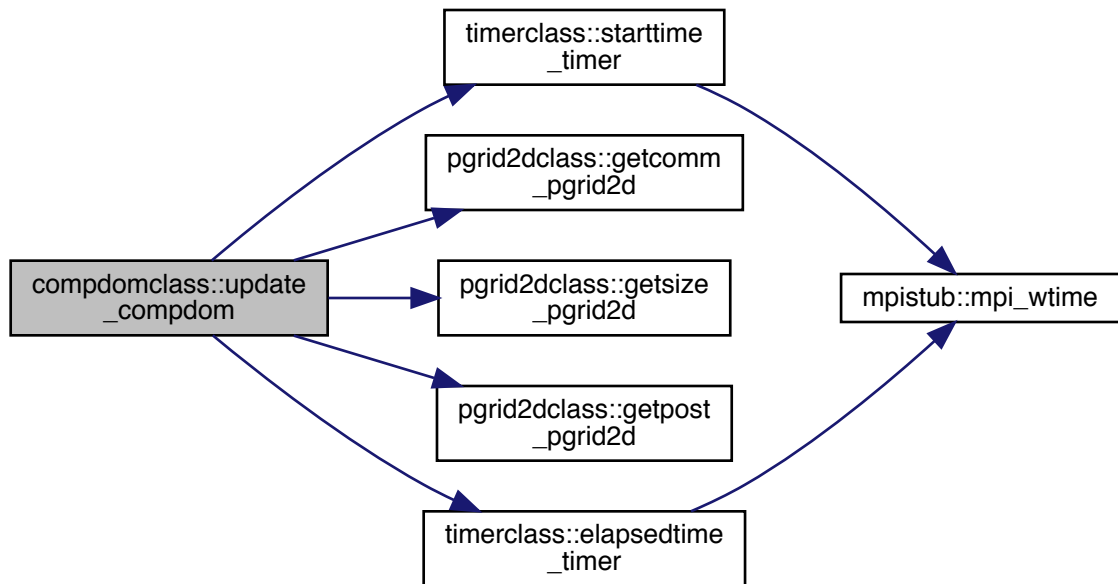 timerclass::starttime
_timer
pgrid2dclass::getcomm
_pgrid2d
compdomclass::update
_compdom
pgrid2dclass::getsize
_pgrid2d
mpistub::mpi_wtime
pgrid2dclass::getpost
_pgrid2d
timerclass::elapsedtime
_timer